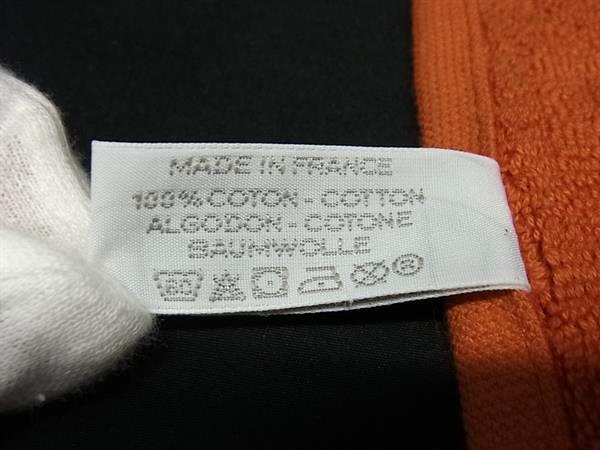 MADE IN FRANCE
100% COTON - COTTON
ALGODON - COTONE
BAUMWOLLE